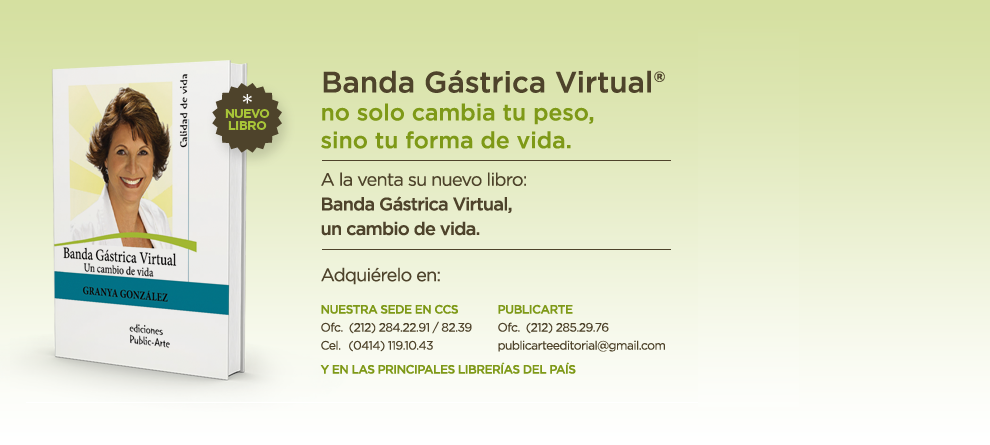 Calidad de vida
*
NUEVO
LIBRO
Banda Gástrica Virtual
Un cambio de vida
GRANYA GONZÁLEZ
ediciones
Public-Arte
Banda Gástrica Virtual®
no solo cambia tu peso,
sino tu forma de vida.
A la venta su nuevo libro:
Banda Gástrica Virtual,
un cambio de vida.
Adquiérelo en:
NUESTRA SEDE EN CCS
Ofc. (212) 284.22.91 / 82.39
Cel. (0414) 119.10.43
PUBLICARTE
Ofc. (212) 285.29.76
publicarteeditorial@gmail.com
Y EN LAS PRINCIPALES LIBRERÍAS DEL PAÍS